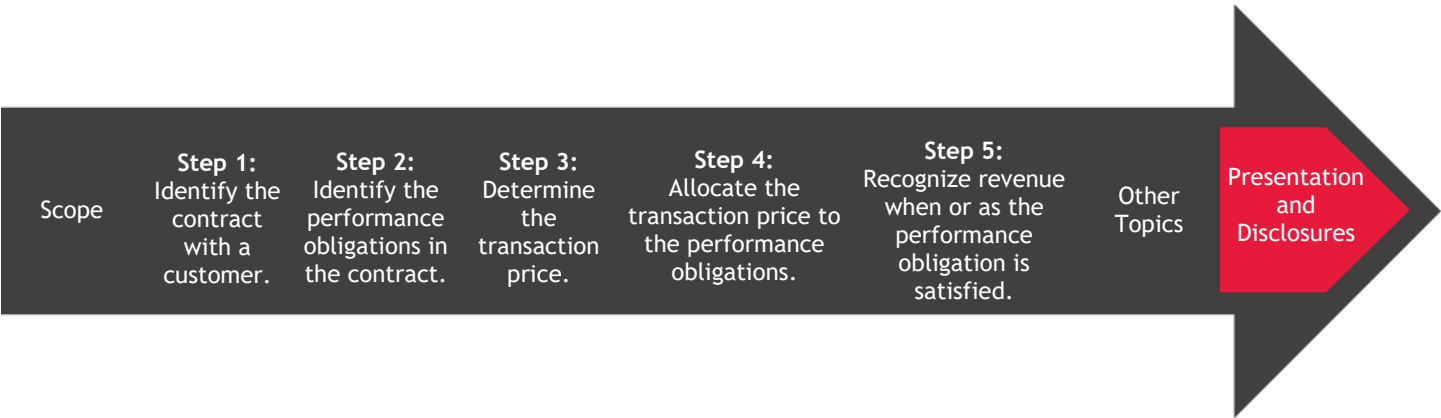 Scope
Step 1:
Identify the
contract
with a
customer.
Step 2:
Identify the
performance
obligations in
the contract.
Step 3:
Determine
the
transaction
price.
Step 4:
Allocate the
transaction price to
the performance
obligations.
Step 5:
Recognize revenue
when or as the
performance
obligation is
satisfied.
Other
Topics
Presentation
and
Disclosures